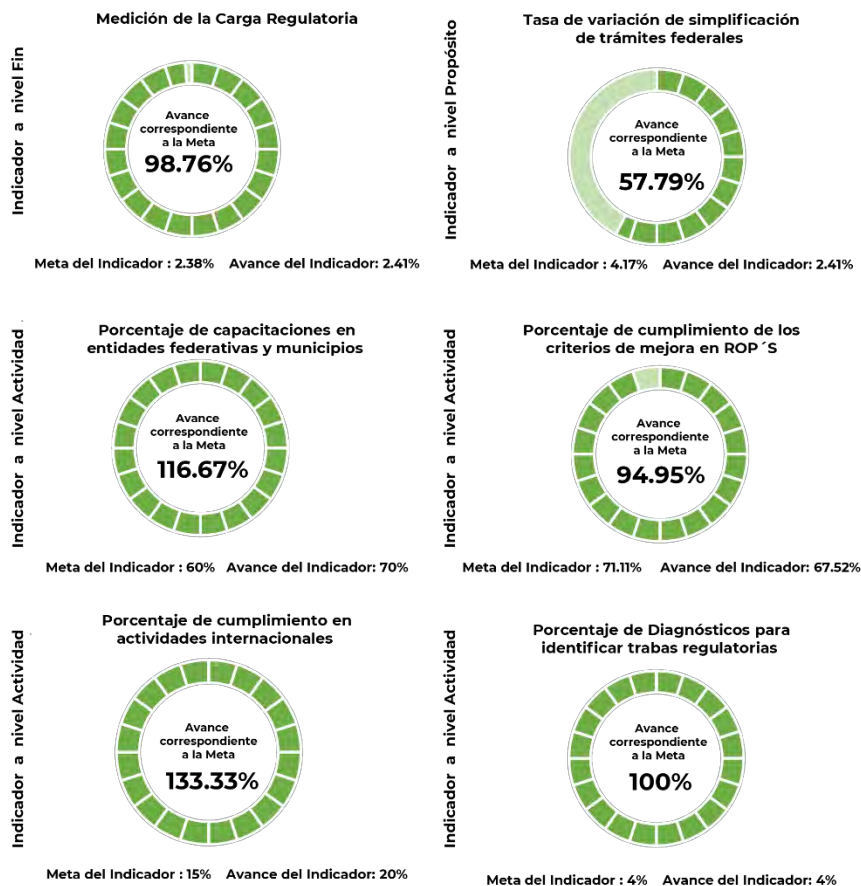 Medición de la Carga Regulatoria
Indicador a nivel Fin
Avance
correspondiente
a la Meta
98.76%
Meta del Indicador : 2.38% Avance del Indicador: 2.41%
Tasa de variación de simplificación
de trámites federales
Indicador a nivel Propósito
Avance
correspondiente
a la Meta
57.79%
Meta del Indicador : 4.17% Avance del Indicador: 2.41%
Porcentaje de capacitaciones en
entidades federativas y municipios
Indicador a nivel Actividad
Avance
correspondiente
a la Meta
116.67%
Meta del Indicador : 60% Avance del Indicador: 70%
Porcentaje de cumplimiento de los
criterios de mejora en ROP´S
Indicador a nivel Actividad
Avance
correspondiente
a la Meta
94.95%
Meta del Indicador : 71.11% Avance del Indicador: 67.52%
Porcentaje de cumplimiento en
actividades internacionales
Indicador a nivel Actividad
Avance
correspondiente
a la Meta
133.33%
Meta del Indicador : 15% Avance del Indicador: 20%
Porcentaje de Diagnósticos para
identificar trabas regulatorias
Indicador a nivel Actividad
Avance
correspondiente
a la Meta
100%
Meta del Indicador : 4% Avance del Indicador: 4%